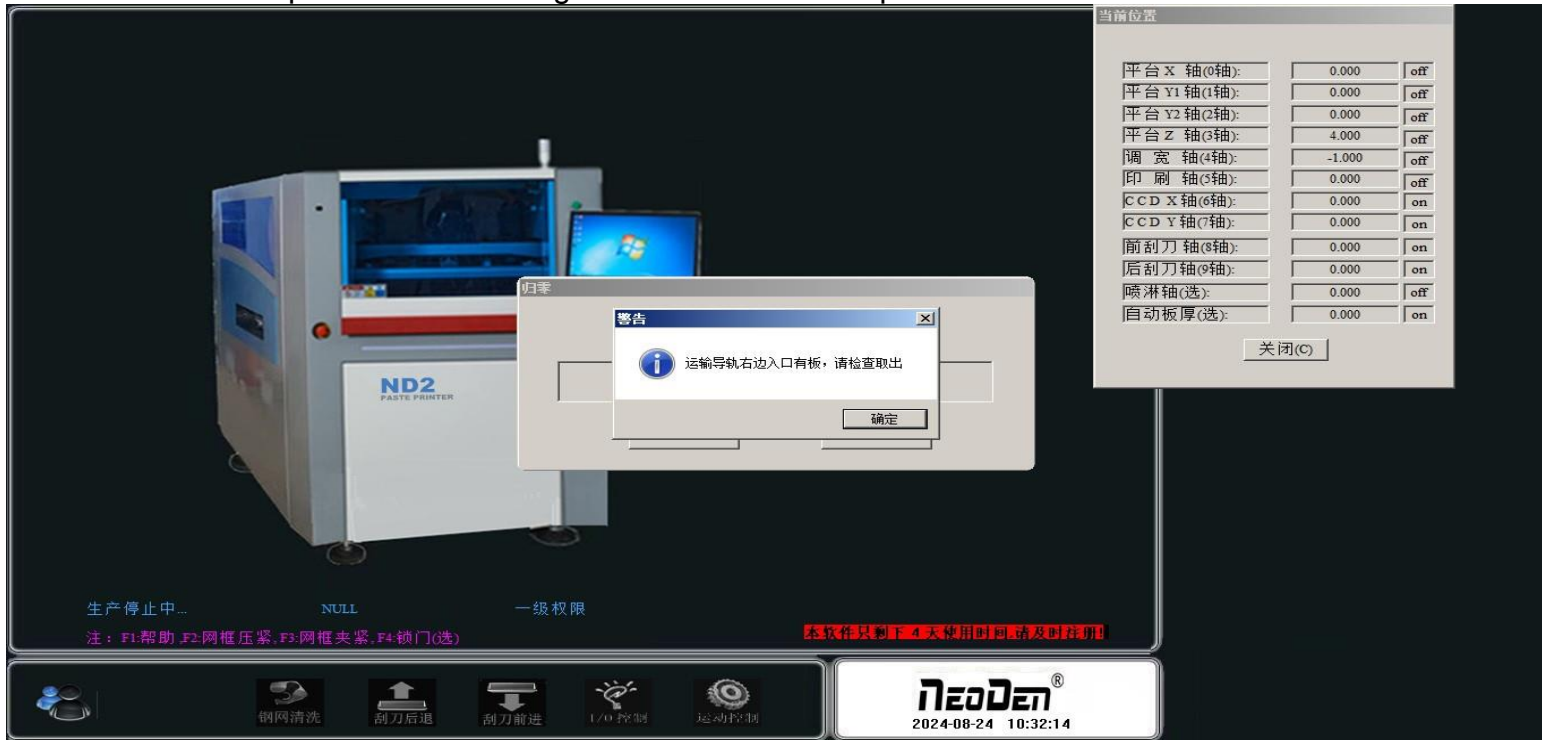 当前位置
平台 X 轴(0轴): 0.000 off
平台 Y1 轴(1轴): 0.000 off
平台 Y2 轴(2轴): 0.000 off
平台 Z 轴(3轴): 4.000 off
调 宽 轴(4轴): -1.000 off
印 刷 轴(5轴): 0.000 off
CCD X 轴(6轴): 0.000 on
CCD Y 轴(7轴): 0.000 on
前刮刀 轴(8轴): 0.000 on
后刮刀 轴(9轴): 0.000 on
喷淋轴(选): 0.000 off
自动板厚(选): 0.000 on
关闭(C)
归零
警告
运输导轨右边入口有板，请检查取出
确定
ND2
PASTE PRINTER
生产停止中... NULL 一级权限
注：F1:帮助 ,F2:网框压紧,F3:网框夹紧,F4:锁门(选)
本软件只剩下 4 天使用时间,请及时注册!
钢网清洗 刮刀后退 刮刀前进 I/O 控制 运动控制
NEODEN®
2024-08-24 10:32:14